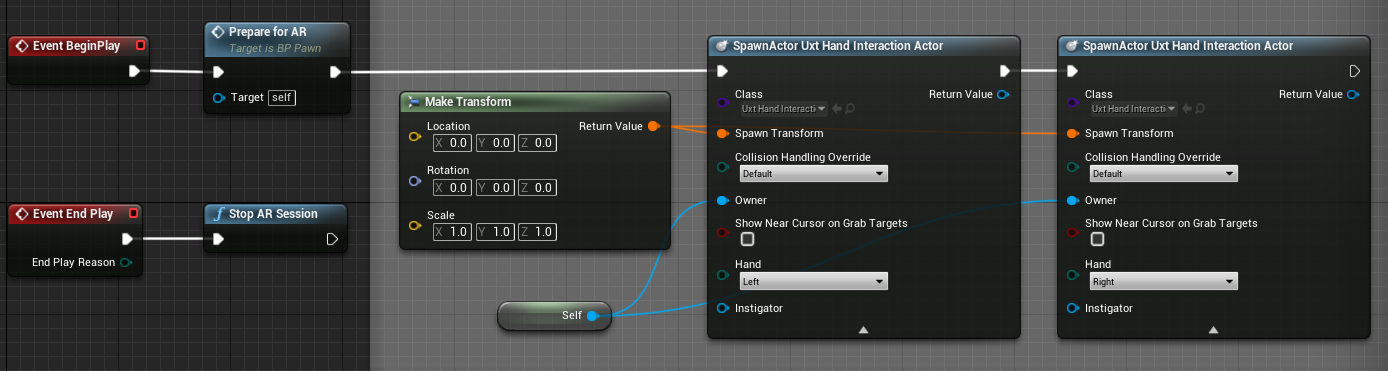 Event BeginPlay
Prepare for AR
Target is BP Pawn
Target self
Event End Play
End Play Reason
Stop AR Session
Make Transform
Location
Return Value
X 0.0 Y 0.0 Z 0.0
Rotation
X 0.0 Y 0.0 Z 0.0
Scale
X 1.0 Y 1.0 Z 1.0
Self
SpawnActor Uxt Hand Interaction Actor
Class
Return Value
Uxt Hand Interacti
Spawn Transform
Collision Handling Override
Default
Owner
Show Near Cursor on Grab Targets
Hand
Left
Instigator
SpawnActor Uxt Hand Interaction Actor
Class
Return Value
Uxt Hand Interacti
Spawn Transform
Collision Handling Override
Default
Owner
Show Near Cursor on Grab Targets
Hand
Right
Instigator